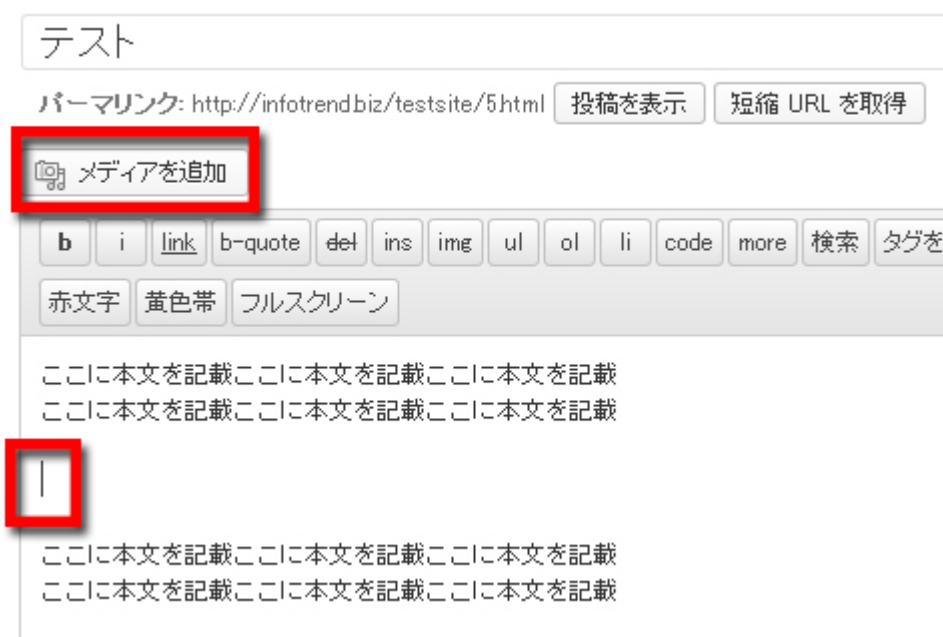 テスト
パーマリンク: http://infotrend.biz/testsite/5.html 投稿を表示 短縮 URL を取得
メディアを追加
b i link b-quote del ins img ul ol li code more 検索 タグを
赤文字 黄色帯 フルスクリーン
ここに本文を記載ここに本文を記載ここに本文を記載
ここに本文を記載ここに本文を記載ここに本文を記載
ここに本文を記載ここに本文を記載ここに本文を記載
ここに本文を記載ここに本文を記載ここに本文を記載